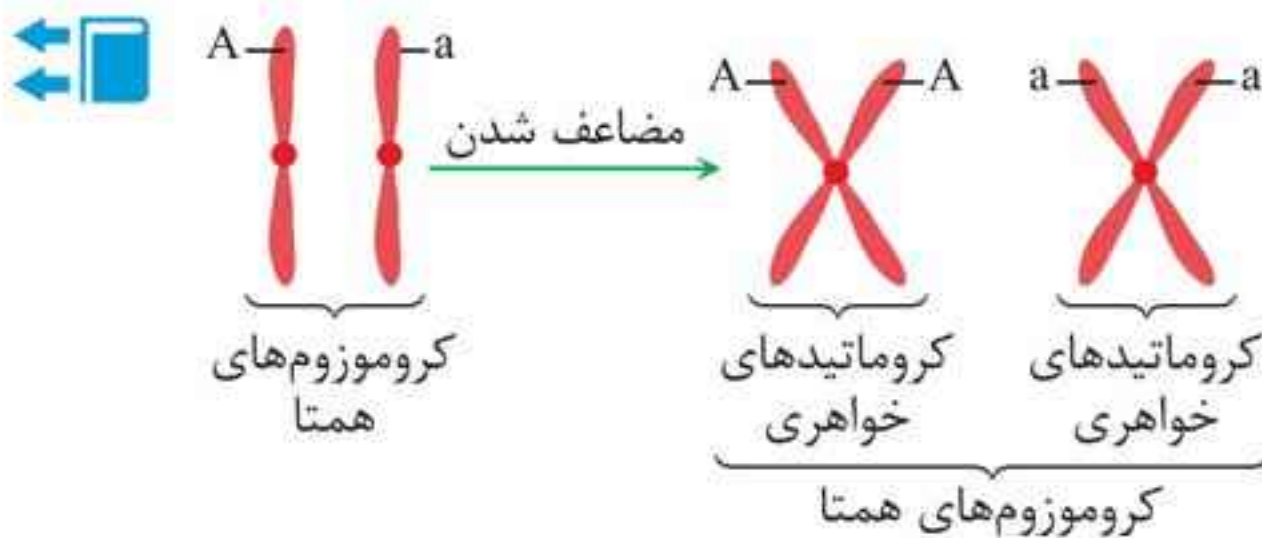 A a
A A a a
مضاعف شدن
کروموزوم‌های
همتا
کروماتیدهای
خواهری
کروماتیدهای
خواهری
کروموزوم‌های همتا